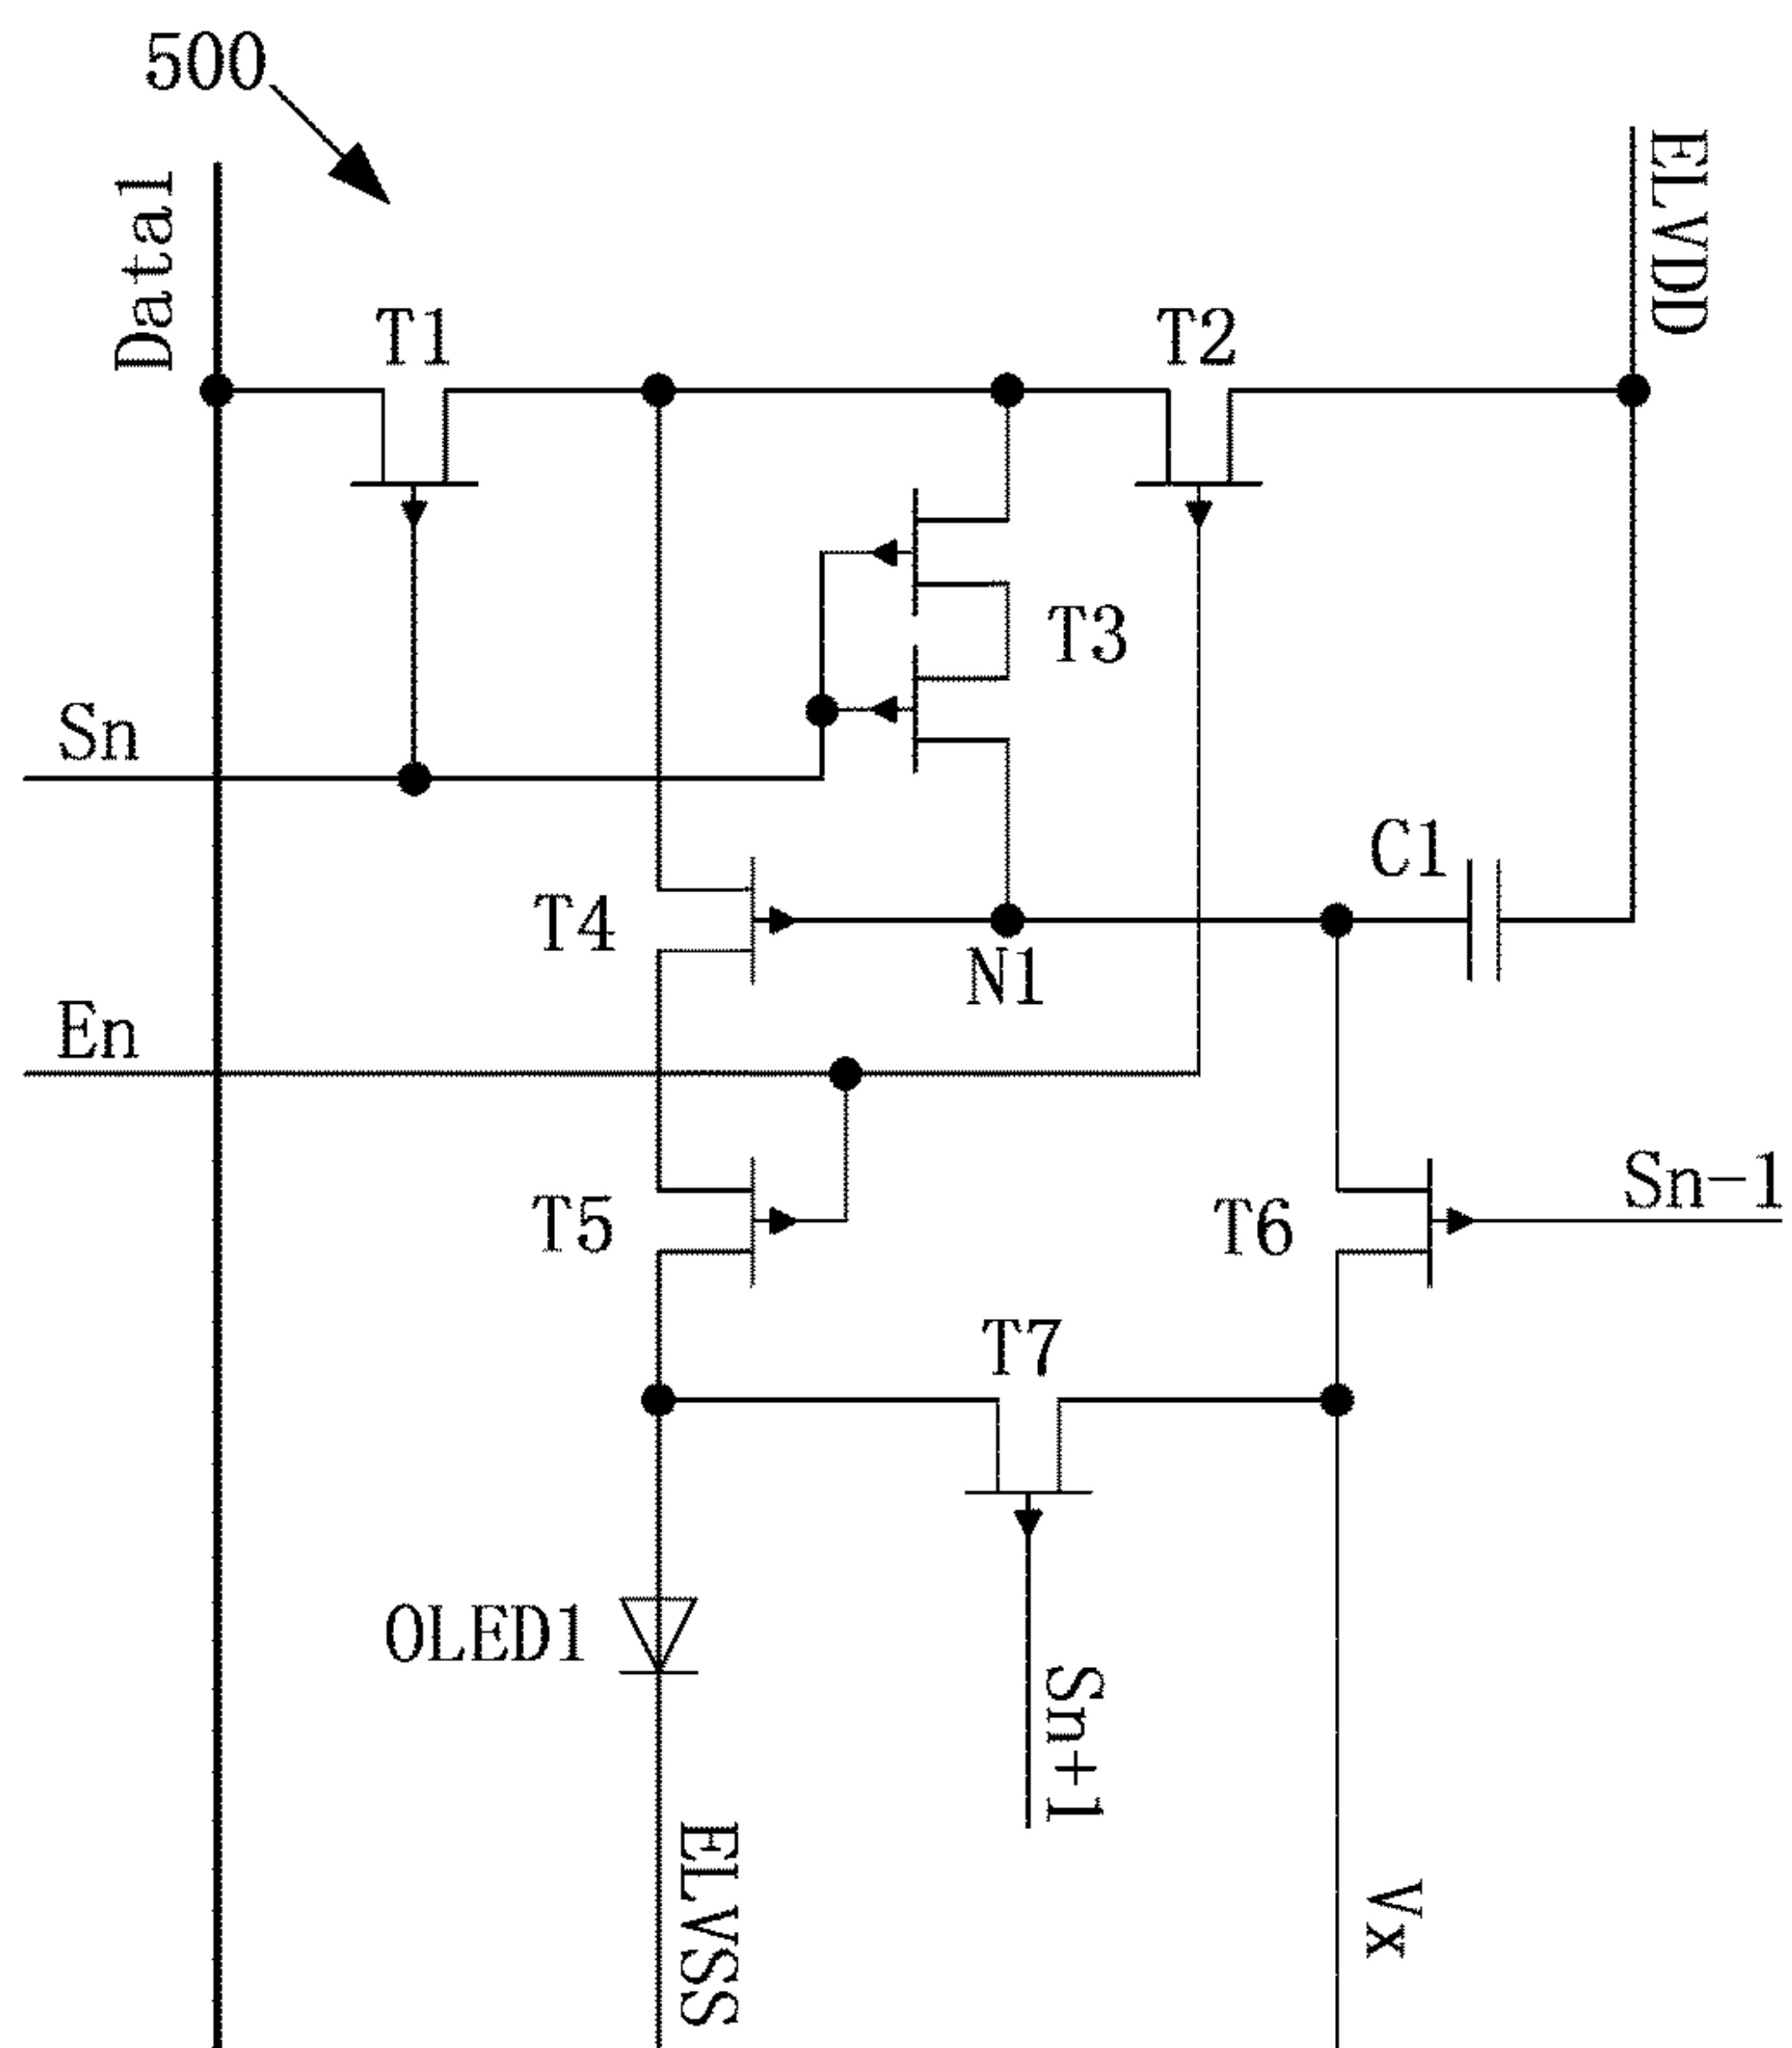 500
Data1
ELVDD
T1
T2
T3
Sn
C1
T4
N1
En
Sn-1
T5
T6
T7
OLED1
Sn+1
ELVSS
Vx